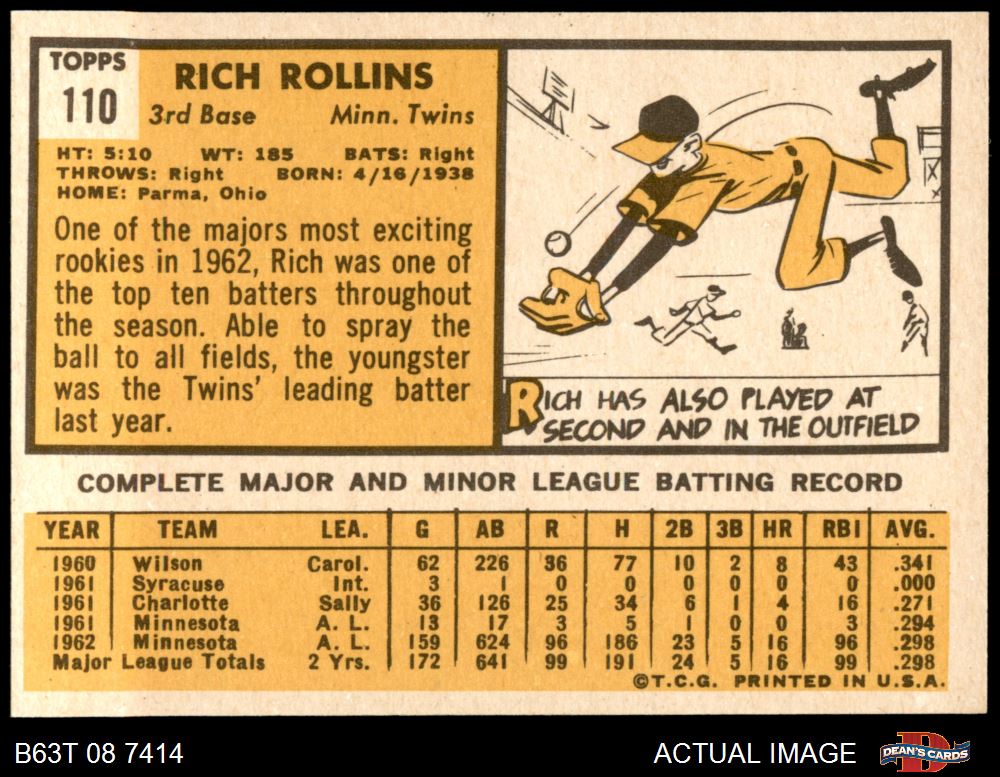 TOPPS
110
RICH ROLLINS
3rd Base Minn. Twins
HT: 5:10 WT: 185 BATS: Right
THROWS: Right BORN: 4/16/1938
HOME: Parma, Ohio
One of the majors most exciting
rookies in 1962, Rich was one of
the top ten batters throughout
the season. Able to spray the
ball to all fields, the youngster
was the Twins' leading batter
last year.
RICH HAS ALSO PLAYED AT
SECOND AND IN THE OUTFIELD
COMPLETE MAJOR AND MINOR LEAGUE BATTING RECORD
YEAR TEAM LEA. G AB R H 2B 3B HR RBI AVG.
1960 Wilson Carol. 62 226 36 77 10 2 8 43 .341
1961 Syracuse Int. 3 1 0 0 0 0 0 0 .000
1961 Charlotte Sally 36 126 25 34 6 1 4 16 .271
1961 Minnesota A. L. 13 17 3 5 1 0 0 3 .294
1962 Minnesota A. L. 159 624 96 186 23 5 16 96 .298
Major League Totals 2 Yrs. 172 641 99 191 24 5 16 99 .298
©T.C.G. PRINTED IN U.S.A.
B63T 08 7414 ACTUAL IMAGE DEAN'S CARDS